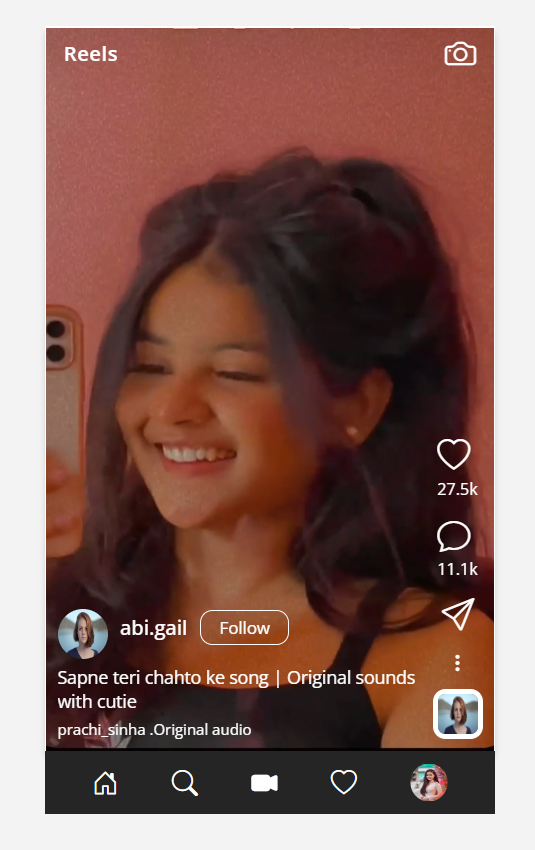 Reels
27.5k
11.1k
abi.gail Follow
Sapne teri chahto ke song | Original sounds
with cutie
prachi_sinha .Original audio